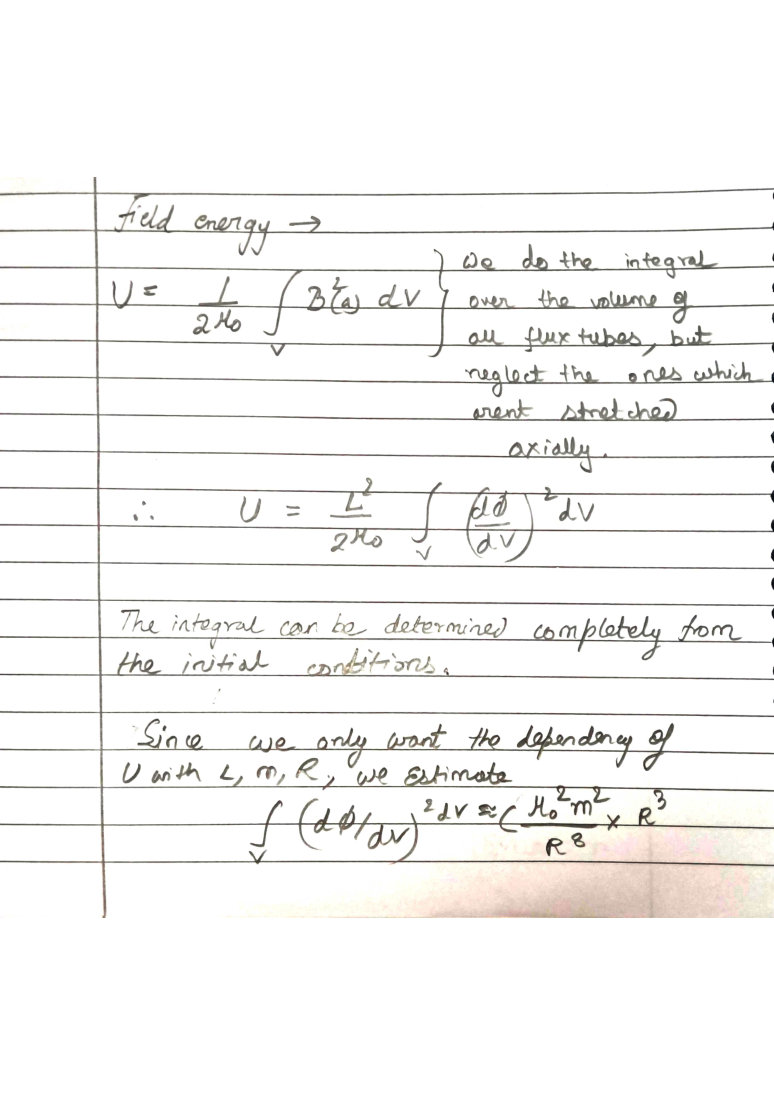 field energy →
U = 1/2μ₀ ∫_V B²(a) dV } we do the integral
over the volume of
all flux tubes, but
neglect the ones which
arent stretched
axially.
∴ U = L²/2μ₀ ∫_V (dϕ/dV)² dV
The integral can be determined completely from
the initial conditions.
Since we only want the dependency of
U with L, m, R, we estimate
∫_V (dϕ/dV)² dV ≈ C μ₀²m²/R⁸ × R³